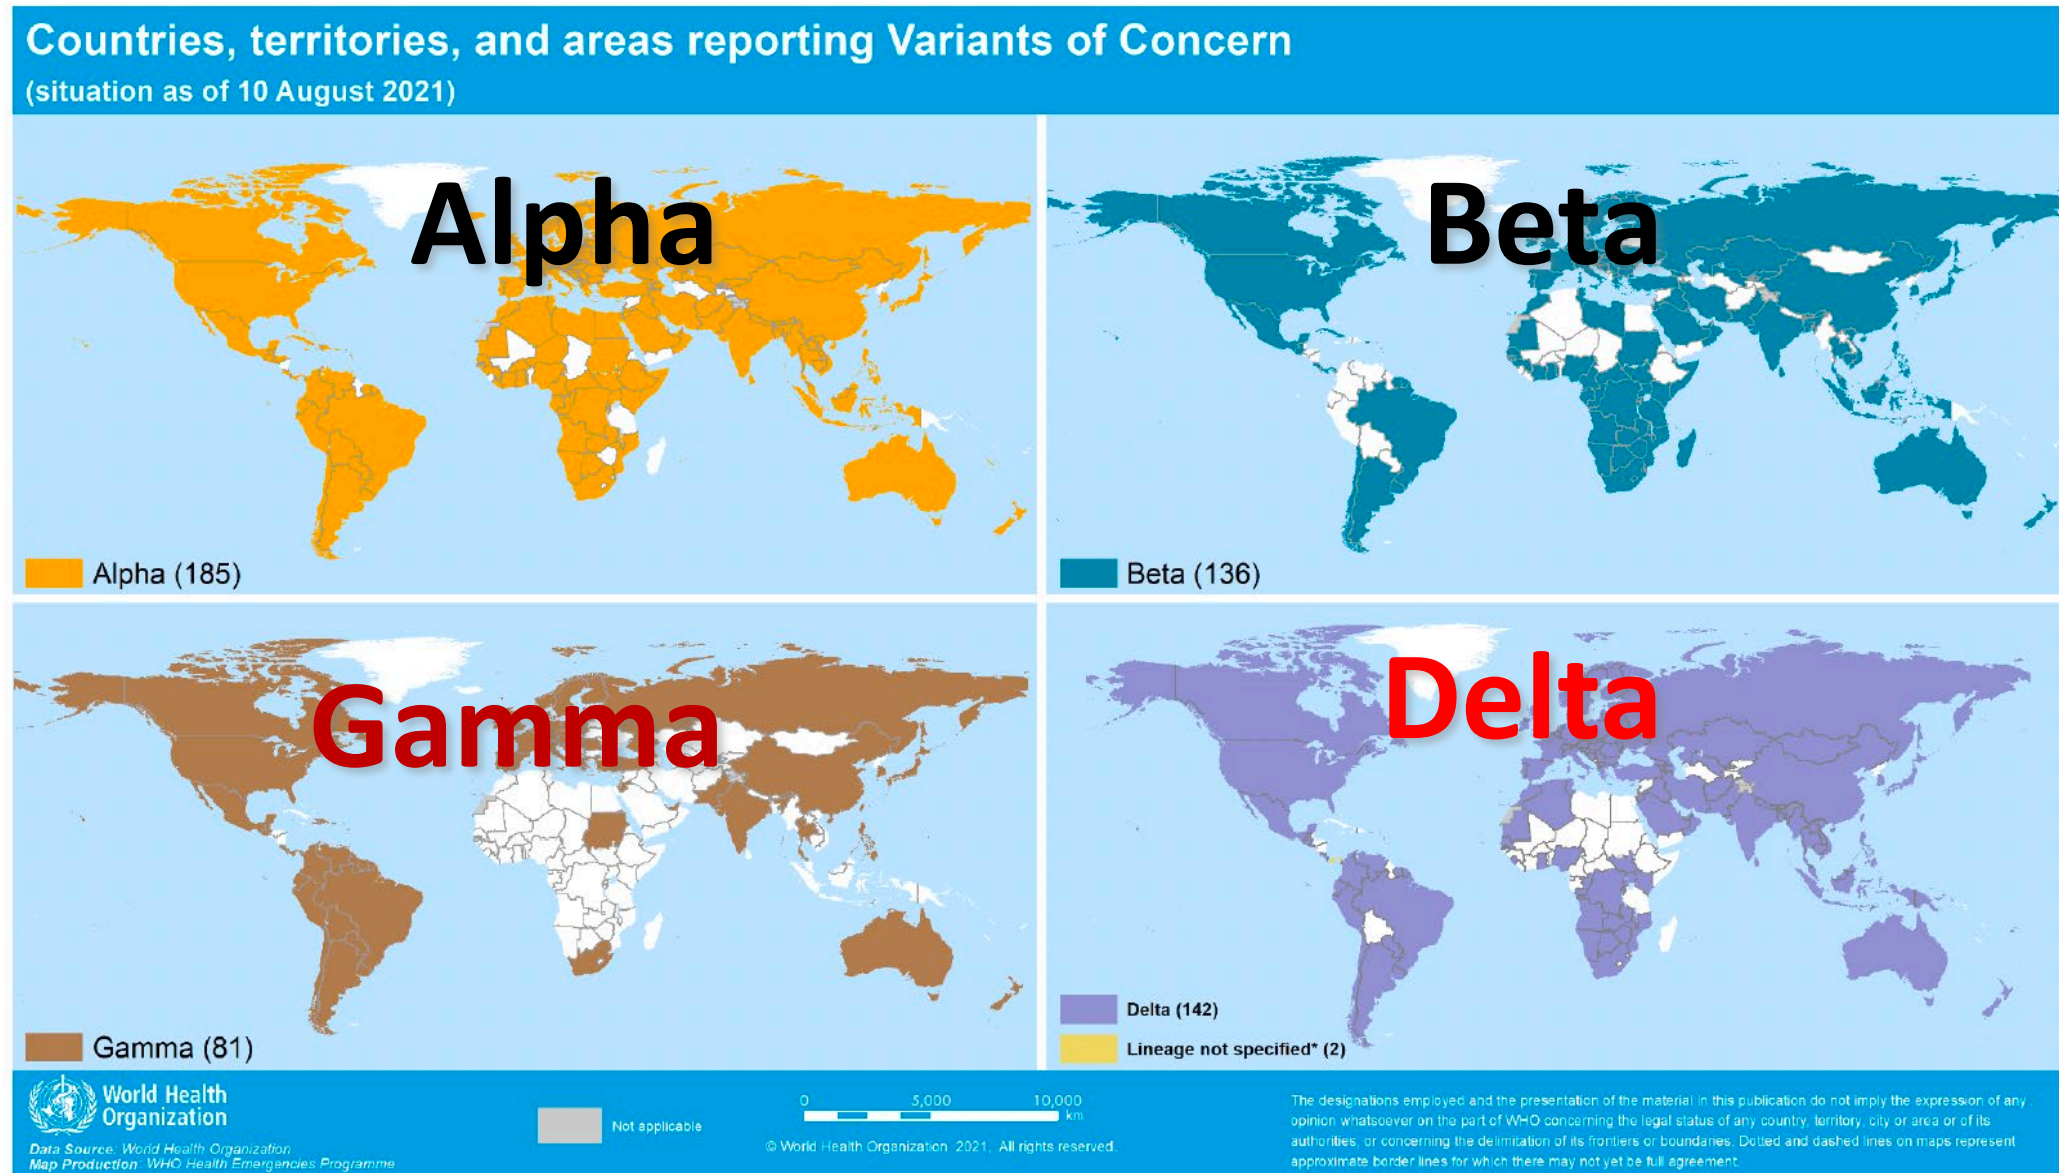 Countries, territories, and areas reporting Variants of Concern
(situation as of 10 August 2021)
Alpha
Alpha (185)
Beta
Beta (136)
Gamma
Gamma (81)
Delta
Delta (142)
Lineage not specified* (2)
World Health
Organization
Data Source: World Health Organization
Map Production: WHO Health Emergencies Programme
Not applicable
0 5,000 10,000
km
© World Health Organization 2021, All rights reserved.
The designations employed and the presentation of the material in this publication do not imply the expression of any
opinion whatsoever on the part of WHO concerning the legal status of any country, territory, city or area or of its
authorities, or concerning the delimitation of its frontiers or boundaries. Dotted and dashed lines on maps represent
approximate border lines for which there may not yet be full agreement.